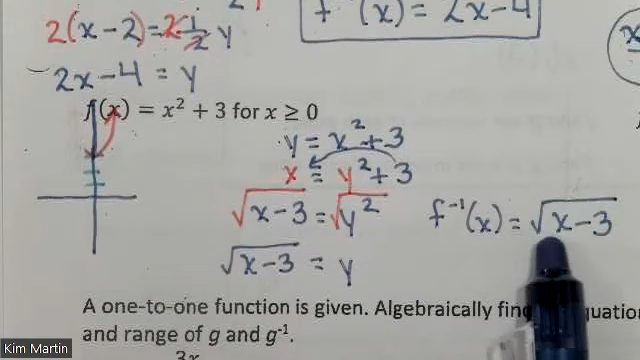 2(x-2)=2·1/2 y
f⁻¹(x) = 2x-4
2x-4 = y
f(x) = x² + 3 for x ≥ 0
y = x² + 3
x = y² + 3
√x-3 = √y²
f⁻¹(x) = √x-3
√x-3 = y
A one-to-one function is given. Algebraically find
and range of g and g⁻¹.
3x
Kim Martin